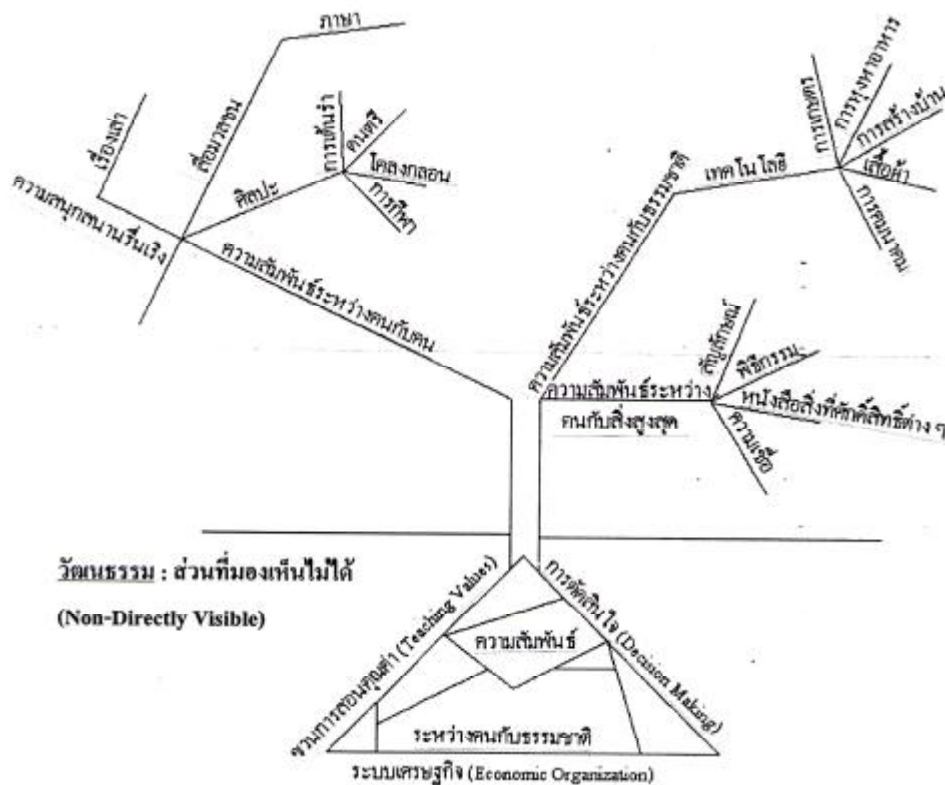 ภาษา
สื่อมวลชน
เรื่องเล่า
ความสนุกสนานรื่นเริง
ศิลปะ
การเต้นรำ
ดนตรี
โคลงกลอน
การกีฬา
ความสัมพันธ์ระหว่างคนกับคน
ความสัมพันธ์ระหว่างคนกับธรรมชาติ
เทคโนโลยี
การหุงหาอาหาร
การสร้างบ้าน
เสื้อผ้า
การคมนาคม
ความสัมพันธ์ระหว่าง
คนกับสิ่งสูงสุด
สัญลักษณ์
พิธีกรรม
หนังสือสิ่งที่ศักดิ์สิทธิ์ต่าง ๆ
ความเชื่อ
วัฒนธรรม : ส่วนที่มองเห็นไม่ได้
(Non-Directly Visible)
ขวนการสอนคุณค่า (Teaching Values)
การตัดสินใจ (Decision Making)
ความสัมพันธ์
ระหว่างคนกับธรรมชาติ
ระบบเศรษฐกิจ (Economic Organization)